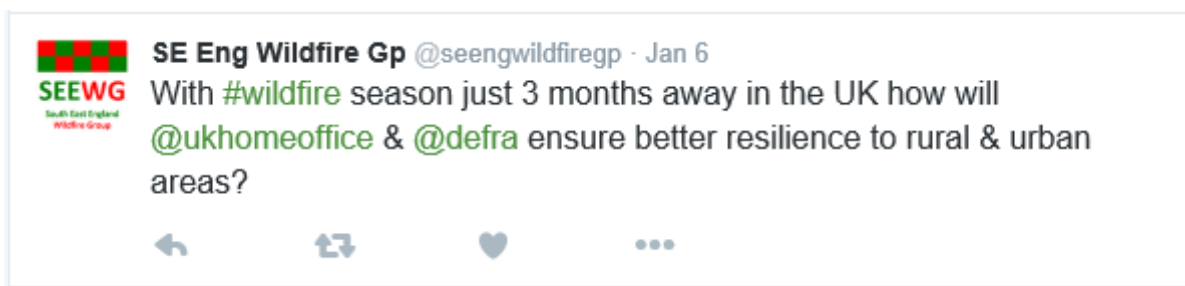 SE Eng Wildfire Gp @seengwildfiregp · Jan 6
SEEWG
South East England
Wildfire Group
With #wildfire season just 3 months away in the UK how will
@ukhomeoffice & @defra ensure better resilience to rural & urban
areas?